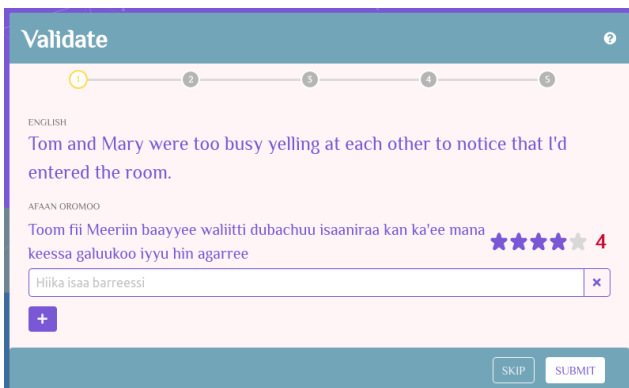 Validate
?
1 2 3 4 5
ENGLISH
Tom and Mary were too busy yelling at each other to notice that I'd
entered the room.
AFAAN OROMOO
Toom fii Meeriin baayyee waliitti dubachuu isaaniraa kan ka'ee mana
keessa galuukoo iyyu hin agarree
4
Hiika isaa barreessi
×
+
SKIP SUBMIT